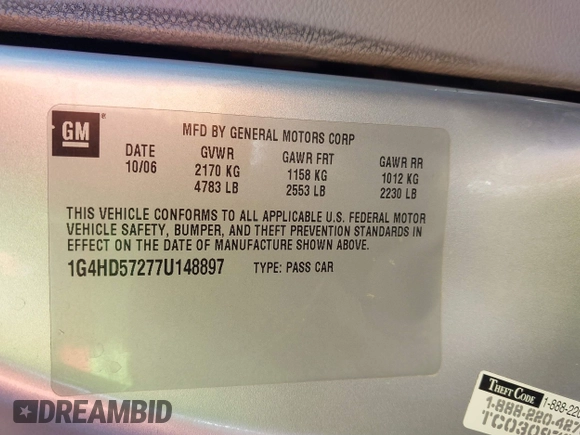 GM ®
MFD BY GENERAL MOTORS CORP
DATE GVWR GAWR FRT GAWR RR
10/06 2170 KG 1158 KG 1012 KG
4783 LB 2553 LB 2230 LB
THIS VEHICLE CONFORMS TO ALL APPLICABLE U.S. FEDERAL MOTOR
VEHICLE SAFETY, BUMPER, AND THEFT PREVENTION STANDARDS IN
EFFECT ON THE DATE OF MANUFACTURE SHOWN ABOVE.
1G4HD57277U148897 TYPE: PASS CAR
THEFT CODE
DREAMBID